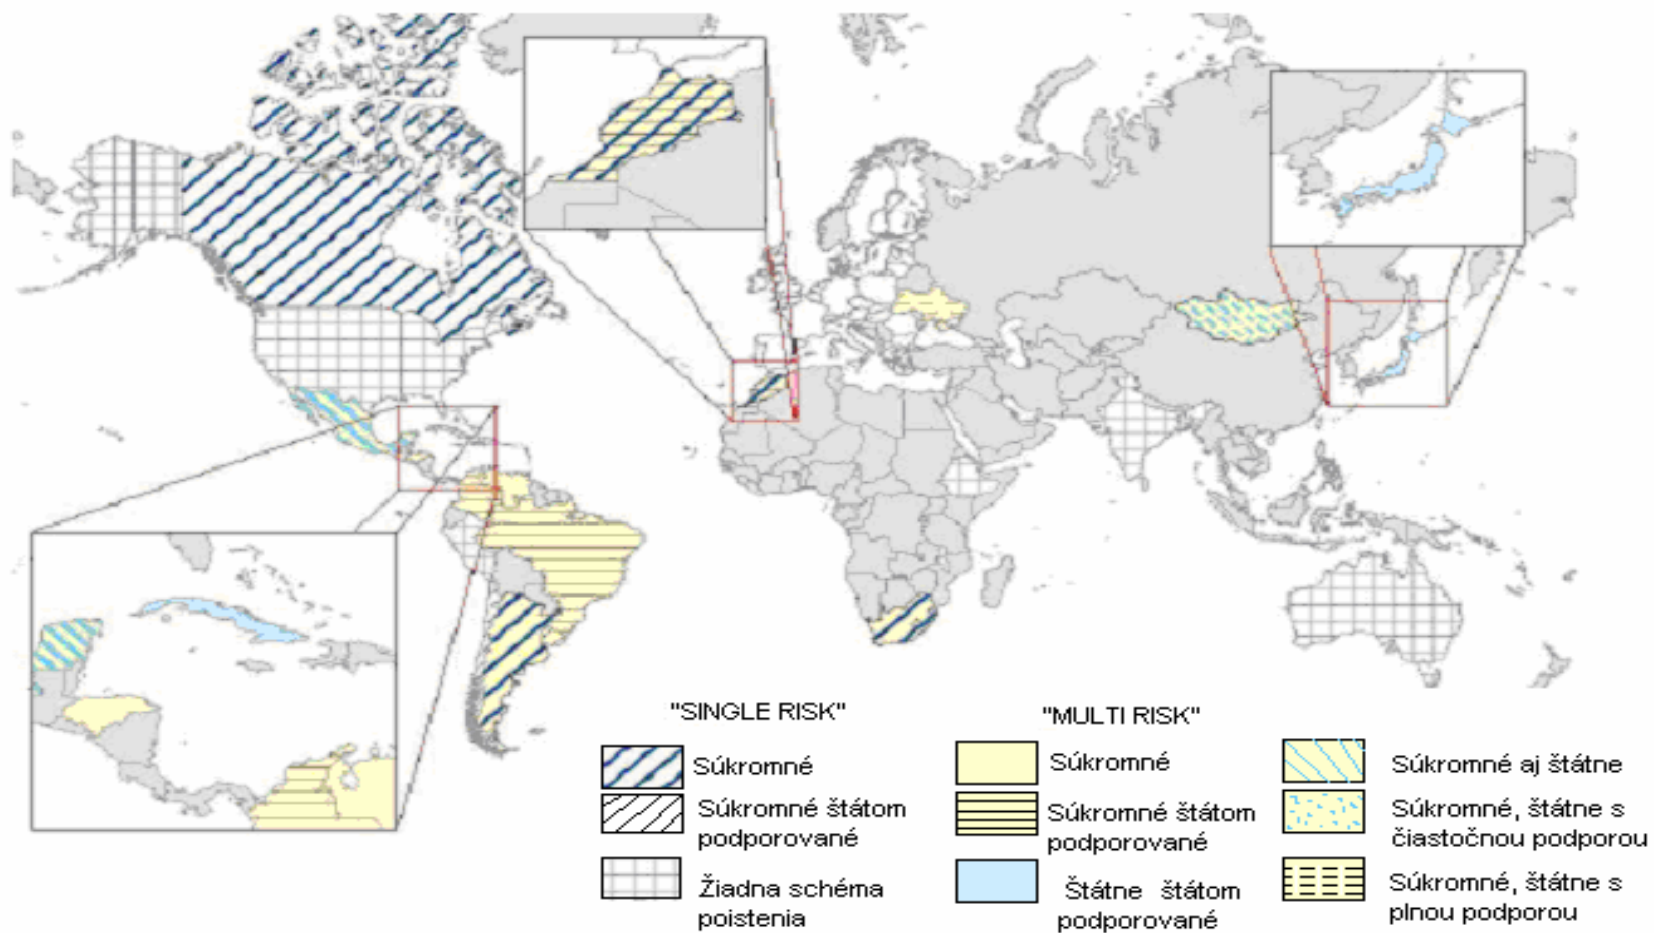 "SINGLE RISK"
Súkromné
Súkromné štátom
podporované
Žiadna schéma
poistenia
"MULTI RISK"
Súkromné
Súkromné štátom
podporované
Štátne štátom
podporované
Súkromné aj štátne
Súkromné, štátne s
čiastočnou podporou
Súkromné, štátne s
plnou podporou